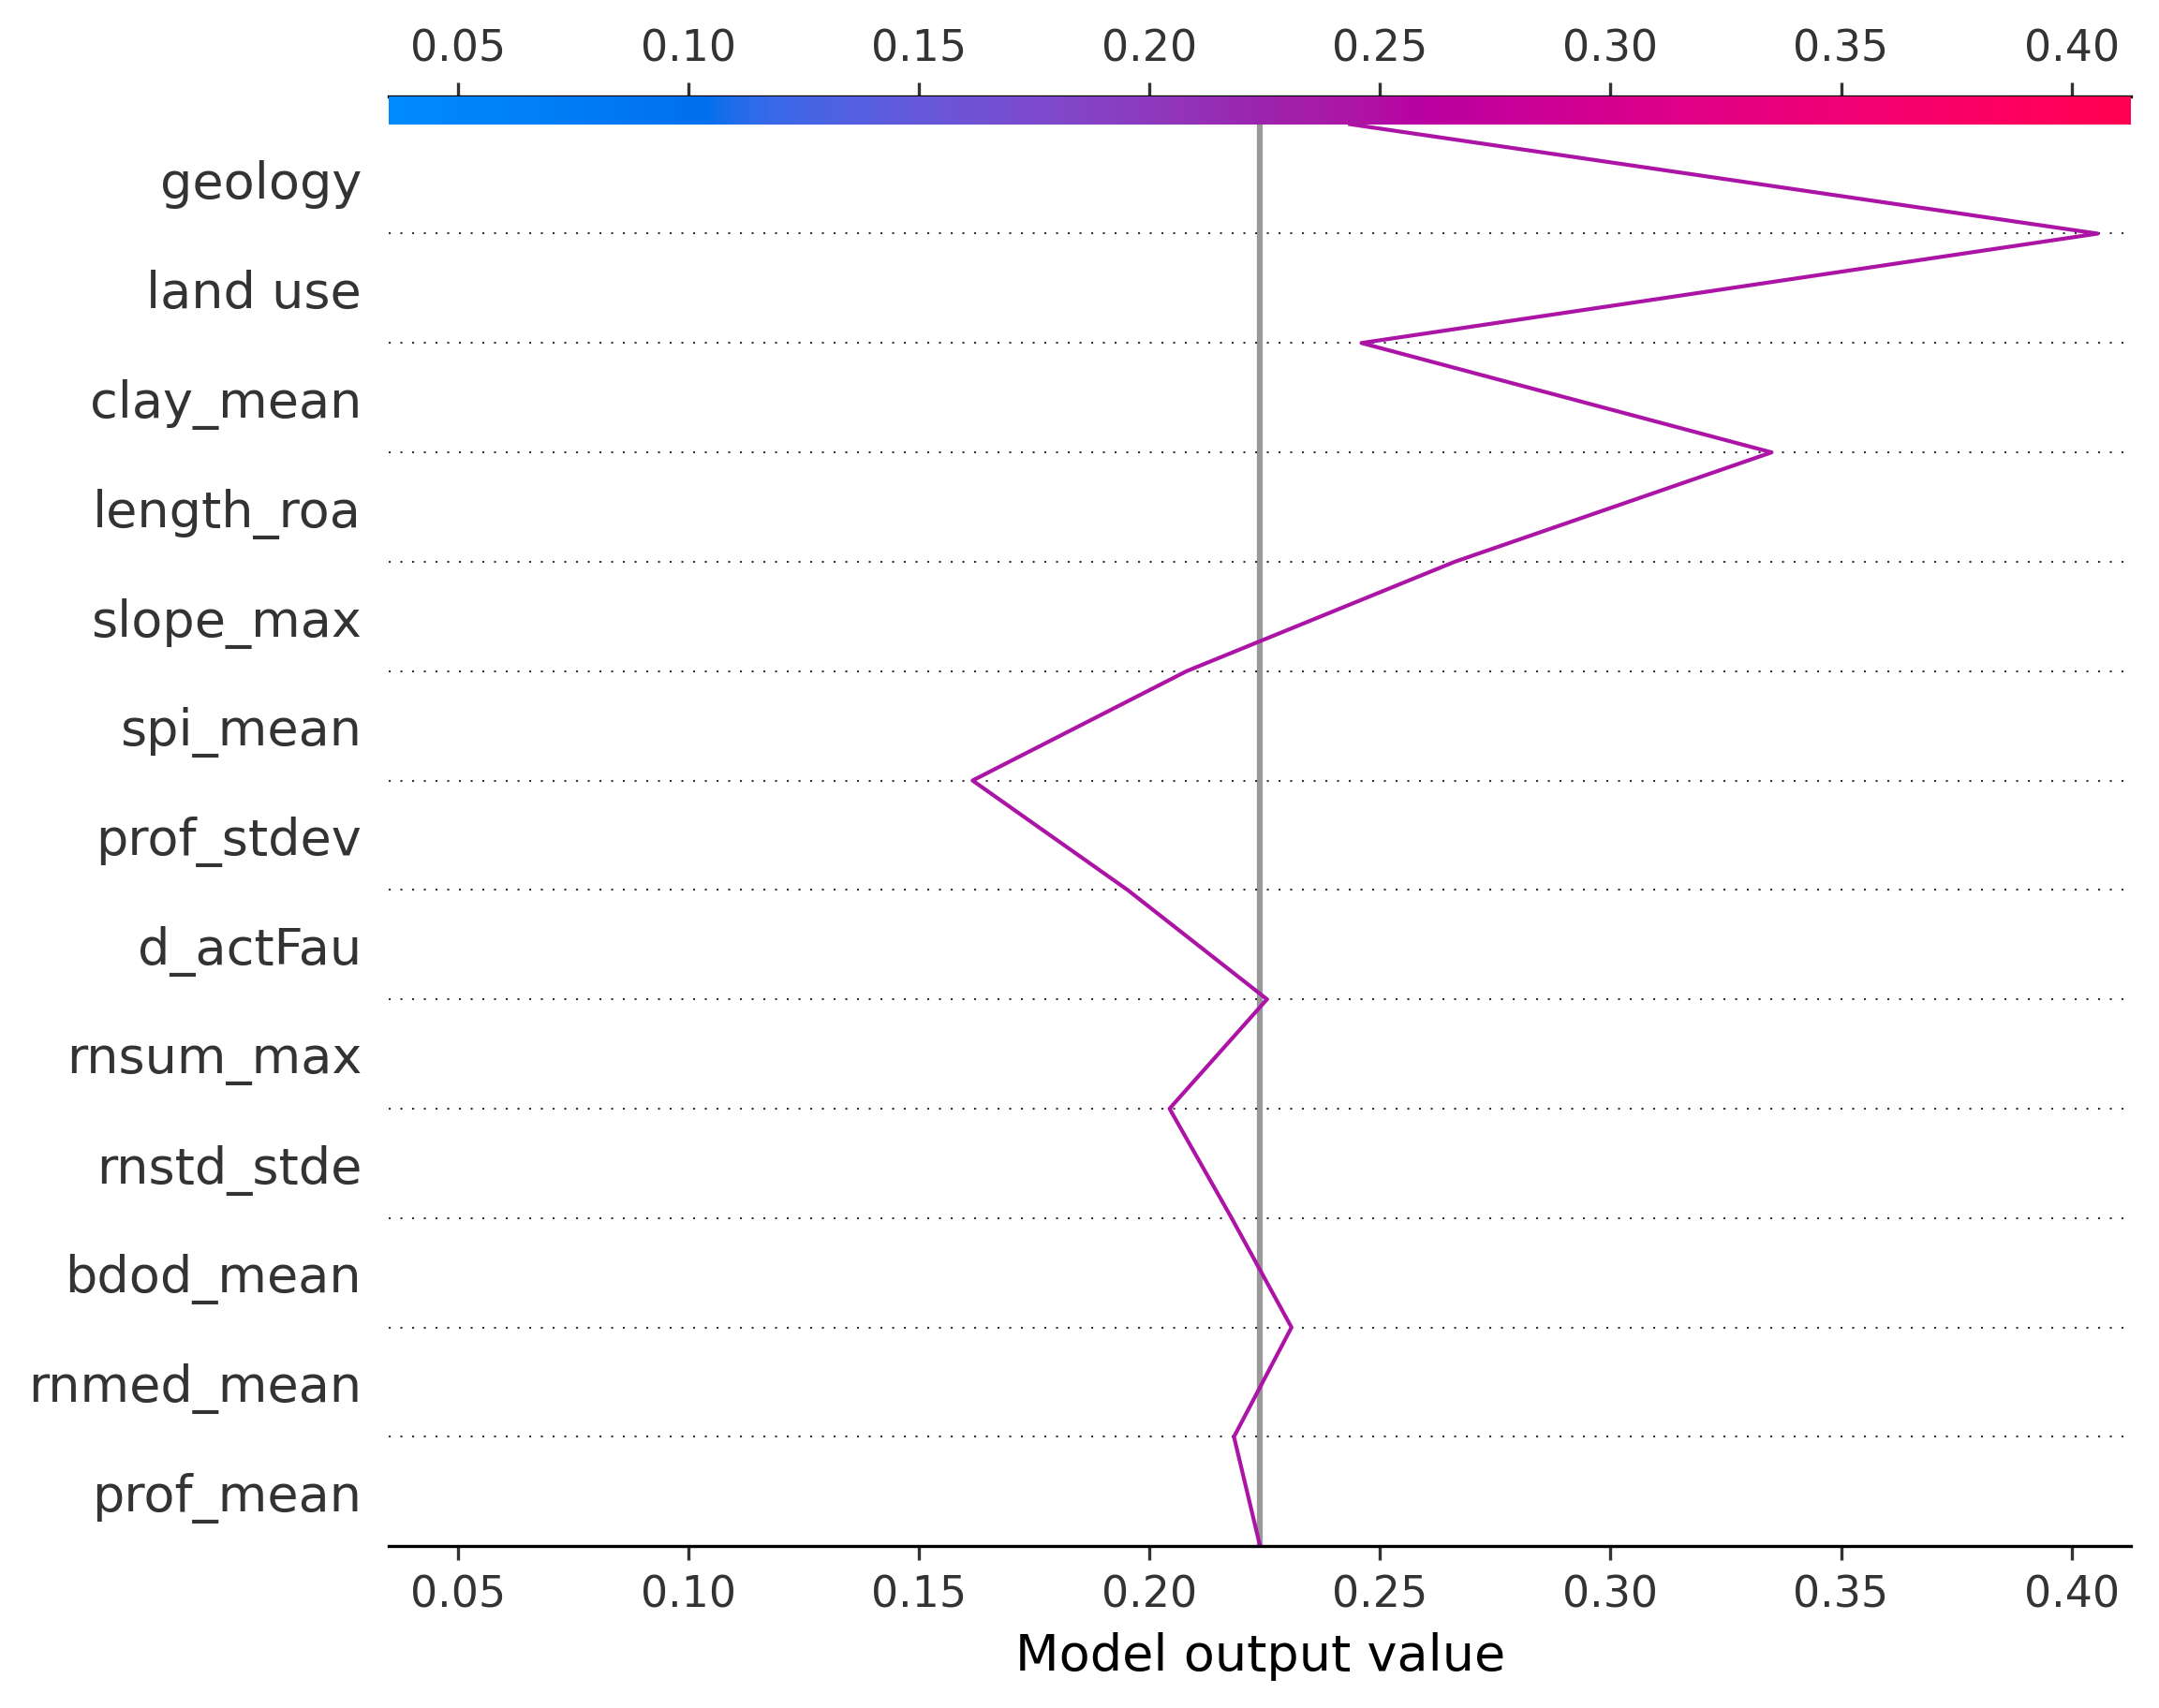 0.05 0.10 0.15 0.20 0.25 0.30 0.35 0.40
geology
land use
clay_mean
length_roa
slope_max
spi_mean
prof_stdev
d_actFau
rnsum_max
rnstd_stde
bdod_mean
rnmed_mean
prof_mean
0.05 0.10 0.15 0.20 0.25 0.30 0.35 0.40
Model output value